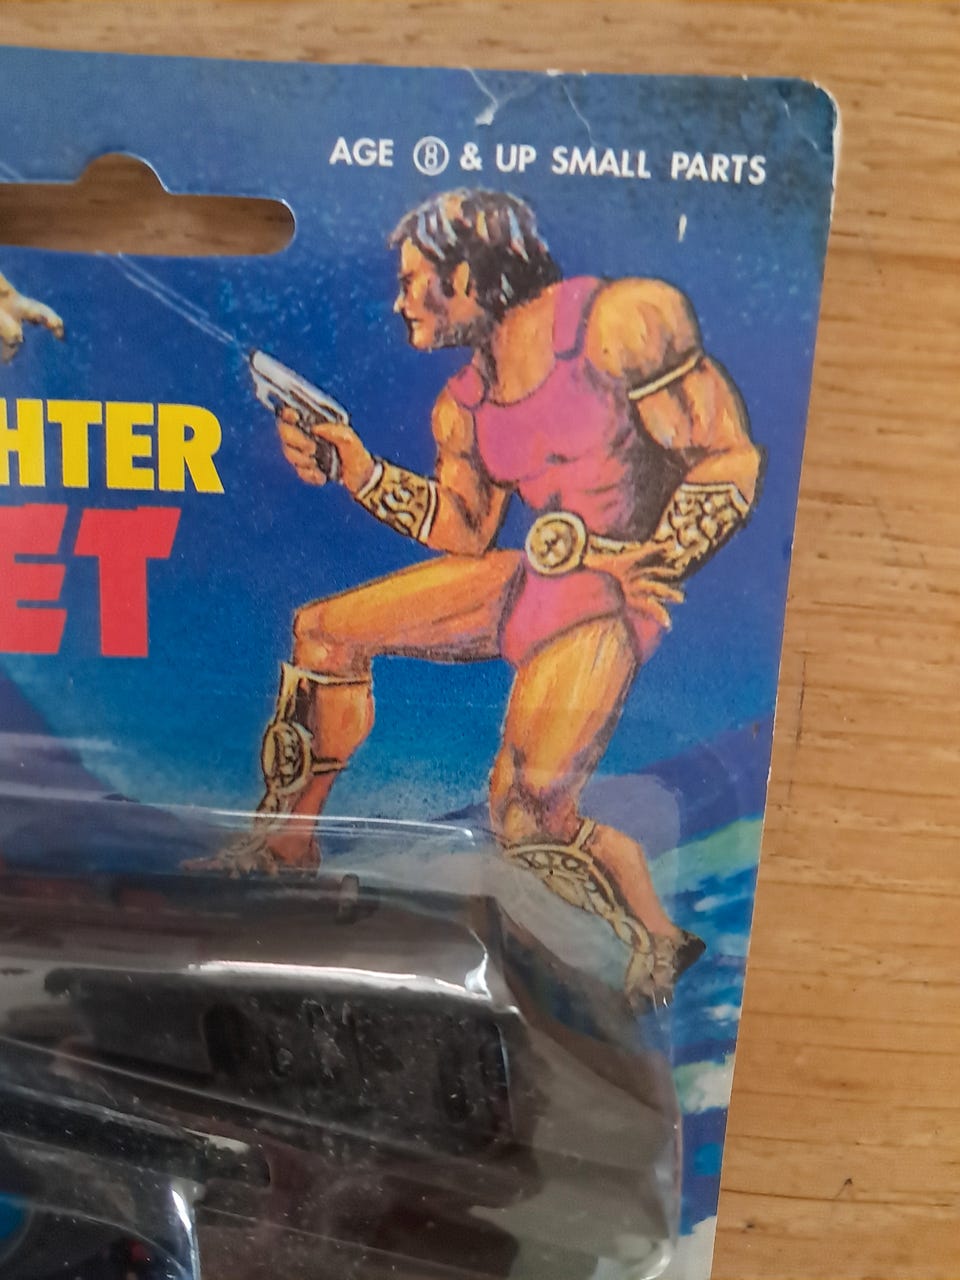 AGE ⑧ & UP SMALL PARTS
HTER
ET